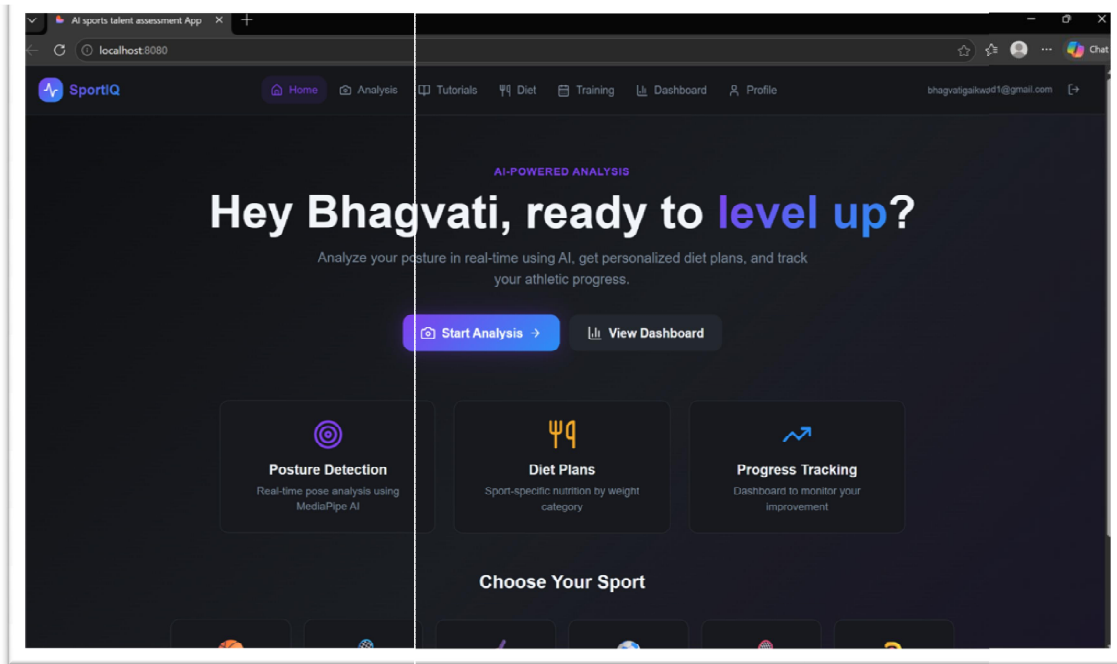 AI sports talent assessment App
localhost:8080
Chat
SportIQ
Home
Analysis
Tutorials
Diet
Training
Dashboard
Profile
bhagvatigaikwad1@gmail.com
AI-POWERED ANALYSIS
Hey Bhagvati, ready to level up?
Analyze your posture in real-time using AI, get personalized diet plans, and track
your athletic progress.
Start Analysis →
View Dashboard
Posture Detection
Real-time pose analysis using
MediaPipe AI
Diet Plans
Sport-specific nutrition by weight
category
Progress Tracking
Dashboard to monitor your
improvement
Choose Your Sport